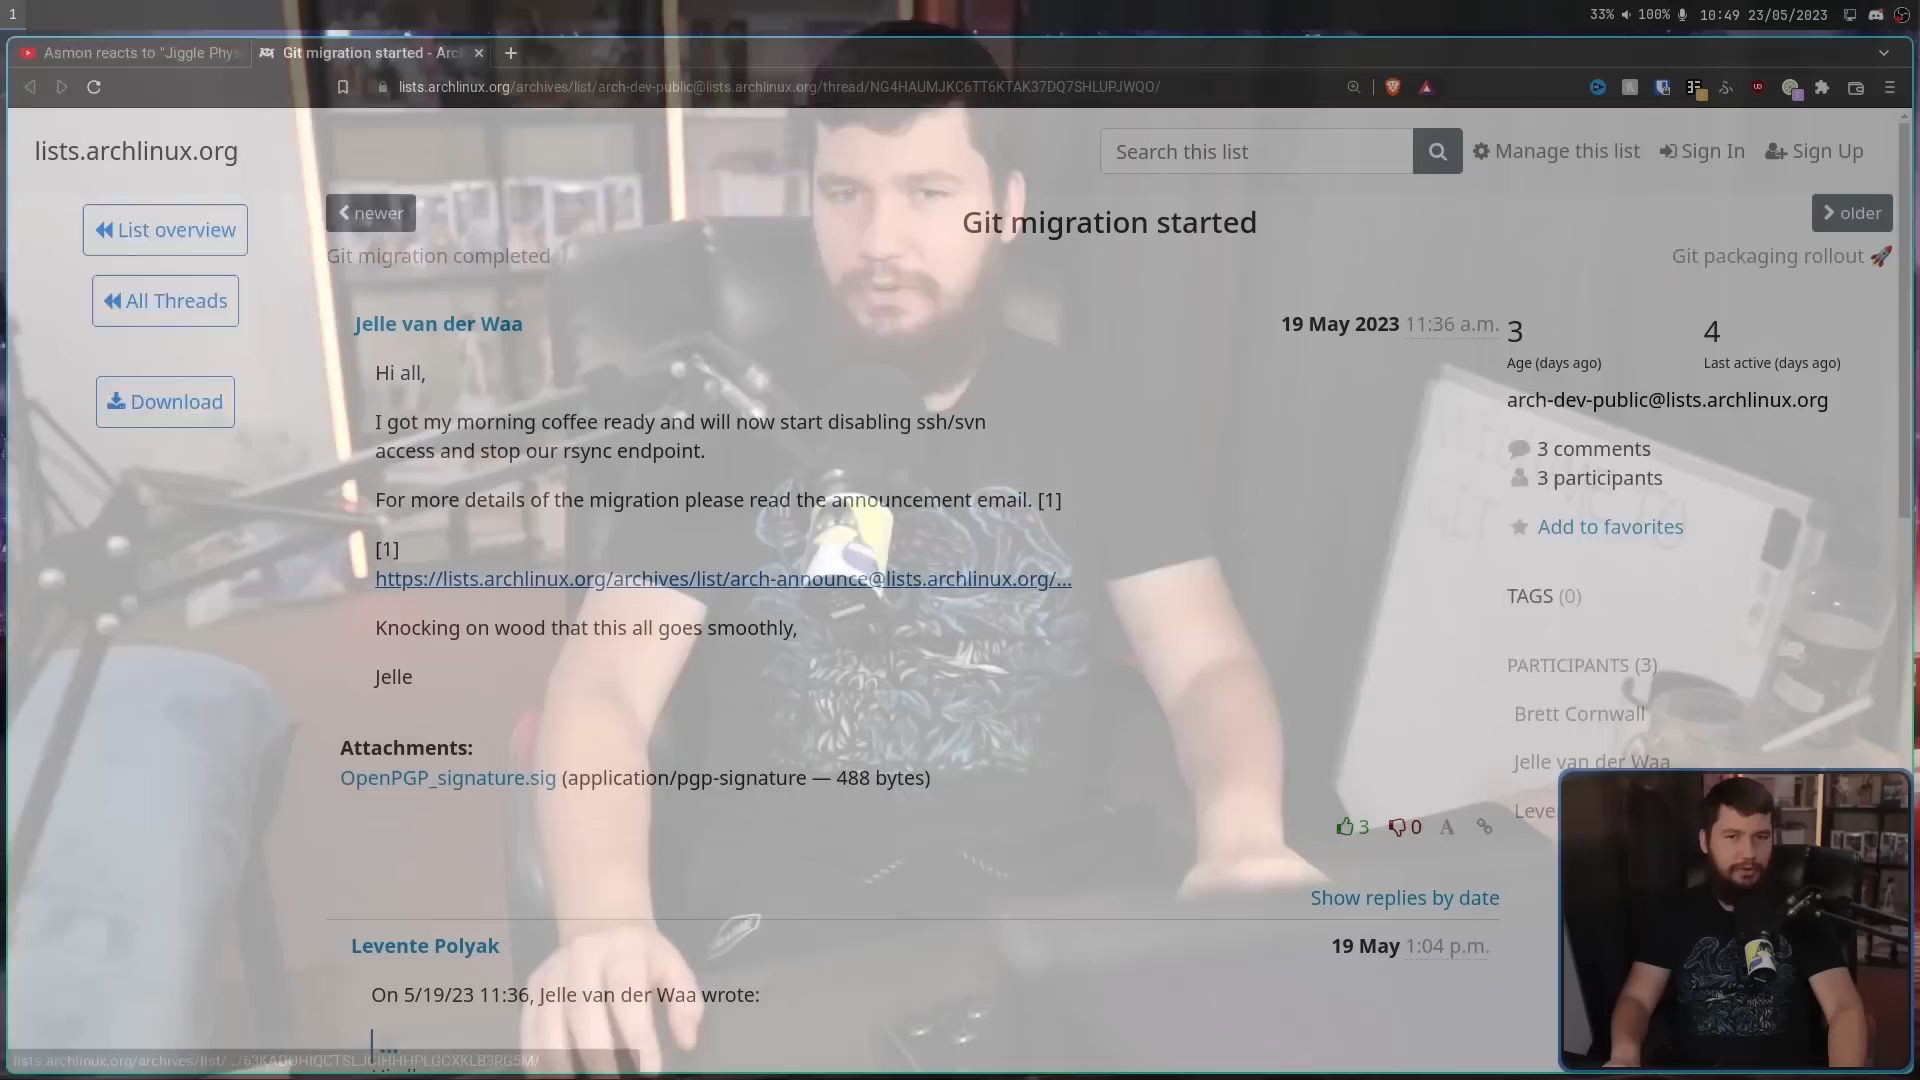 1
33% 100% 10:49 23/05/2023
Asmon reacts to "Jiggle Phys
Git migration started - Arc
lists.archlinux.org/archives/list/arch-dev-public@lists.archlinux.org/thread/NG4HAUMJKC6TT6KTAK37DQ7SHLUPJWQO/
lists.archlinux.org
Search this list
Manage this list
Sign In
Sign Up
List overview
All Threads
Download
newer
Git migration started
older
Git migration completed
Git packaging rollout 🚀
Jelle van der Waa
19 May 2023 11:36 a.m.
Hi all,
I got my morning coffee ready and will now start disabling ssh/svn
access and stop our rsync endpoint.
For more details of the migration please read the announcement email. [1]
[1]
https://lists.archlinux.org/archives/list/arch-announce@lists.archlinux.org/...
Knocking on wood that this all goes smoothly,
Jelle
Attachments:
OpenPGP_signature.sig (application/pgp-signature — 488 bytes)
3 0
Show replies by date
Levente Polyak
19 May 1:04 p.m.
On 5/19/23 11:36, Jelle van der Waa wrote:
...
3 4
Age (days ago) Last active (days ago)
arch-dev-public@lists.archlinux.org
3 comments
3 participants
Add to favorites
TAGS (0)
PARTICIPANTS (3)
Brett Cornwall
Jelle van der Waa
Leve